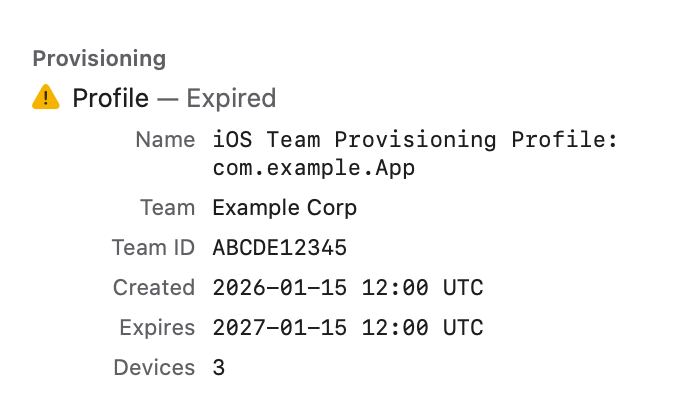 Provisioning
Profile — Expired
Name iOS Team Provisioning Profile:
com.example.App
Team Example Corp
Team ID ABCDE12345
Created 2026-01-15 12:00 UTC
Expires 2027-01-15 12:00 UTC
Devices 3